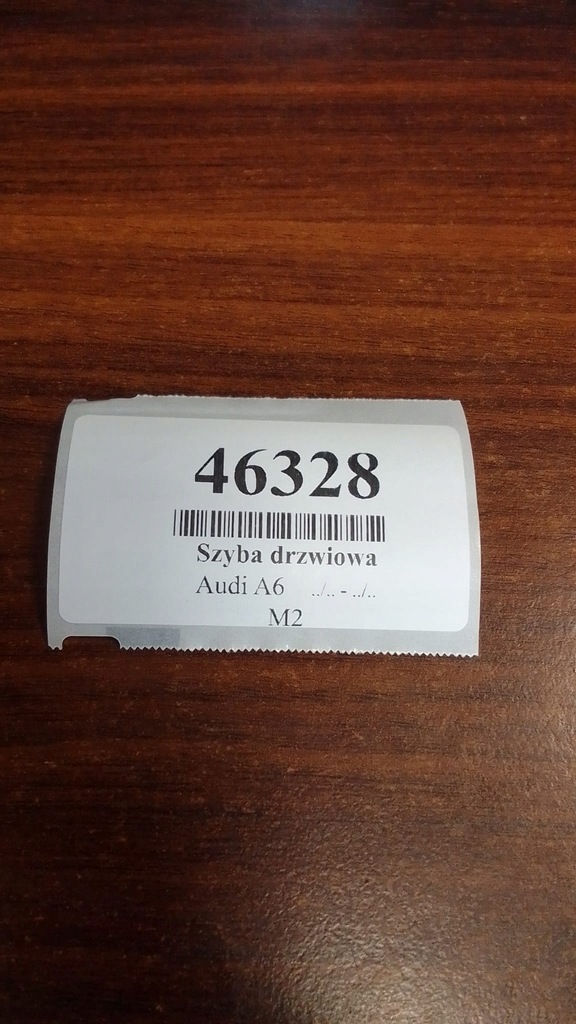 46328
Szyba drzwiowa
Audi A6 ../.. - ../..
M2